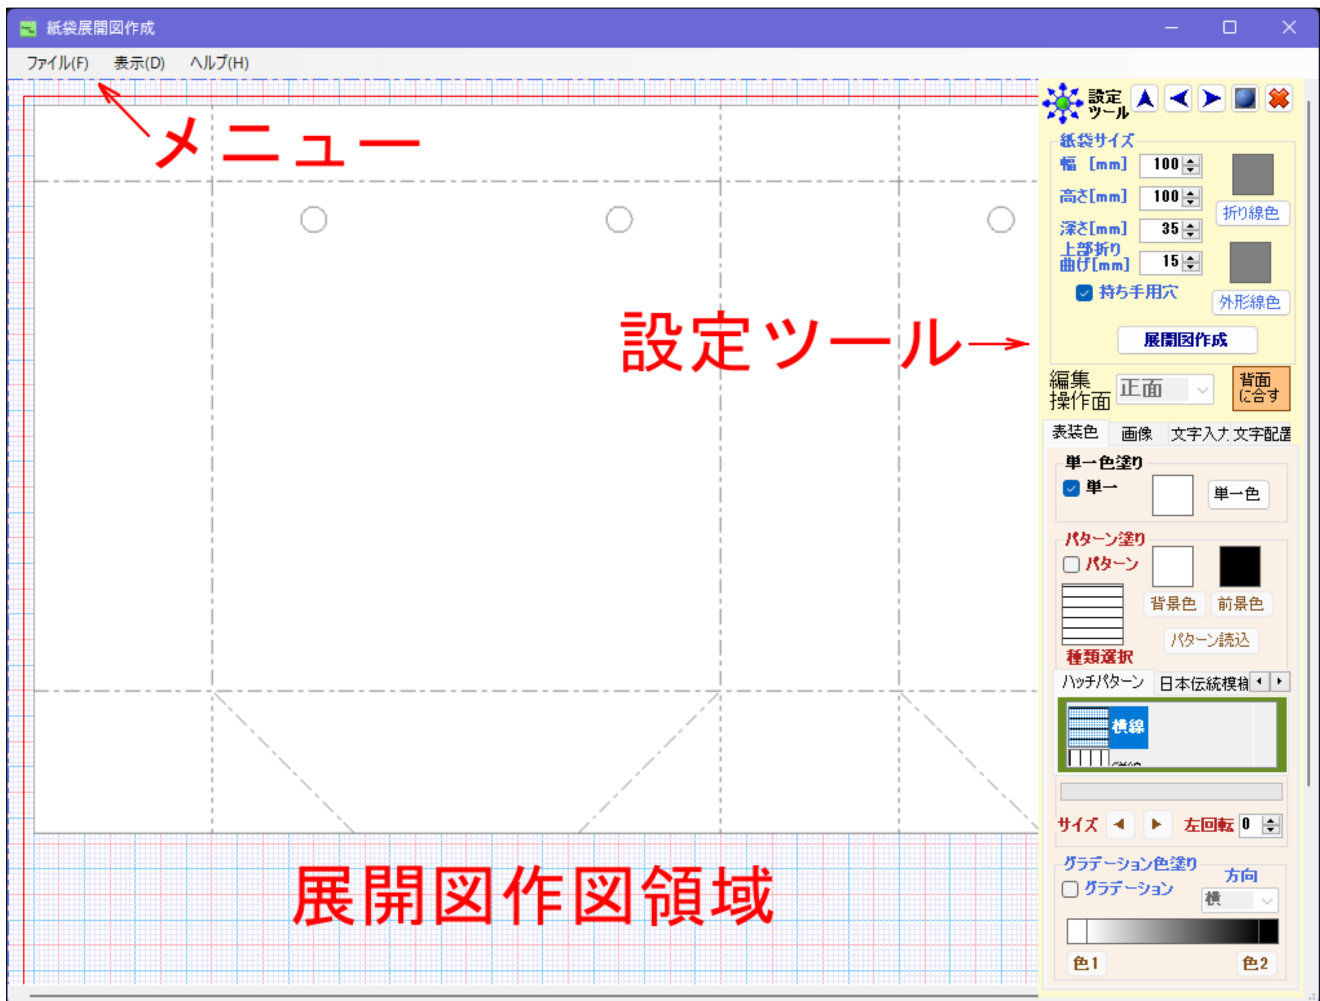 紙袋展開図作成
ファイル(F) 表示(D) ヘルプ(H)
メニュー
設定ツール
展開図作図領域
設定
ツール
紙袋サイズ
幅 [mm] 100
高さ[mm] 100
折り線色
深さ[mm] 35
上部折り
曲げ[mm] 15
持ち手用穴
外形線色
展開図作成
編集
操作面
正面
背面
に合す
表装色 画像 文字入力 文字配置
単一色塗り
単一
単一色
パターン塗り
パターン
背景色 前景色
パターン読込
種類選択
ハッチパターン 日本伝統模様
横線
サイズ 左回転 0
グラデーション色塗り
方向
グラデーション
横
色1 色2